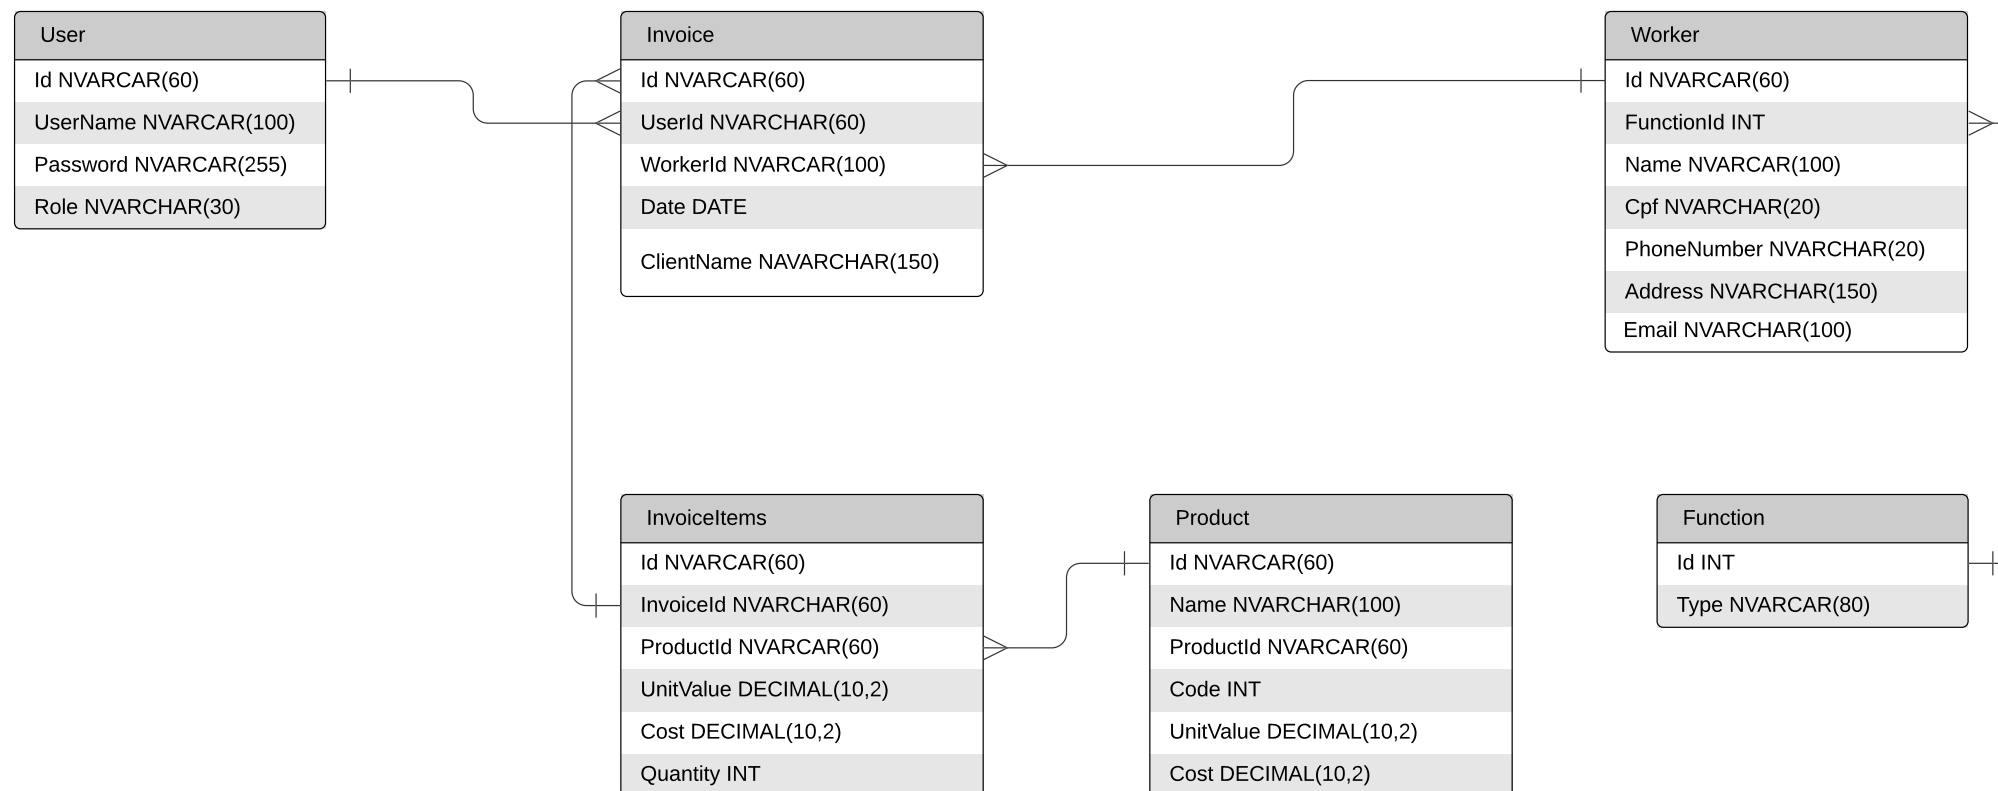 User
Id NVARCAR(60)
UserName NVARCAR(100)
Password NVARCAR(255)
Role NVARCHAR(30)
Invoice
Id NVARCAR(60)
UserId NVARCHAR(60)
WorkerId NVARCAR(100)
Date DATE
ClientName NAVARCHAR(150)
Worker
Id NVARCAR(60)
FunctionId INT
Name NVARCAR(100)
Cpf NVARCHAR(20)
PhoneNumber NVARCHAR(20)
Address NVARCHAR(150)
Email NVARCHAR(100)
InvoiceItems
Id NVARCAR(60)
InvoiceId NVARCHAR(60)
ProductId NVARCAR(60)
UnitValue DECIMAL(10,2)
Cost DECIMAL(10,2)
Quantity INT
Product
Id NVARCAR(60)
Name NVARCHAR(100)
ProductId NVARCAR(60)
Code INT
UnitValue DECIMAL(10,2)
Cost DECIMAL(10,2)
Function
Id INT
Type NVARCAR(80)